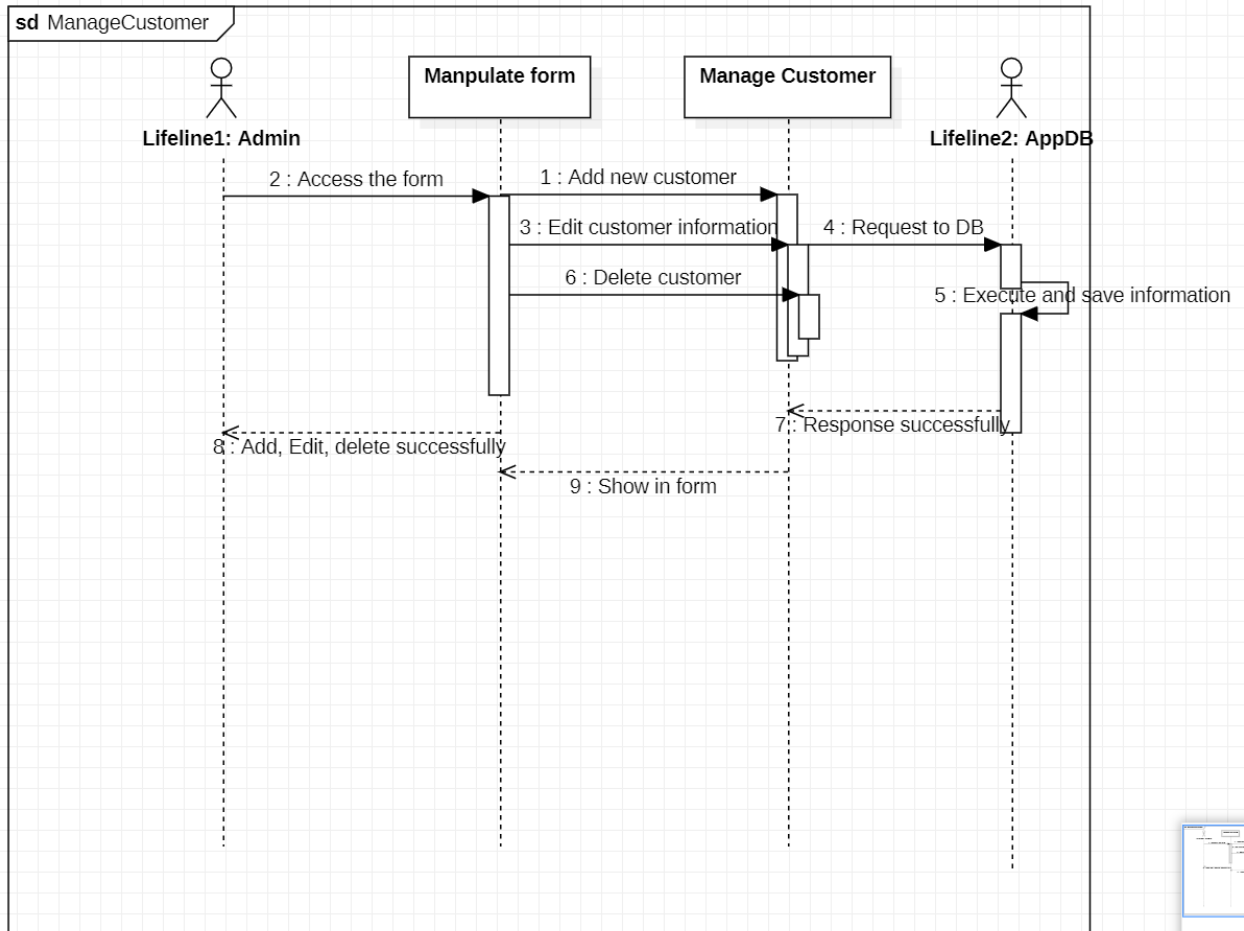 sd ManageCustomer
Manpulate form
Manage Customer
Lifeline1: Admin
Lifeline2: AppDB
2 : Access the form
1 : Add new customer
3 : Edit customer information
4 : Request to DB
6 : Delete customer
5 : Execute and save information
7 : Response successfully
8 : Add, Edit, delete successfully
9 : Show in form